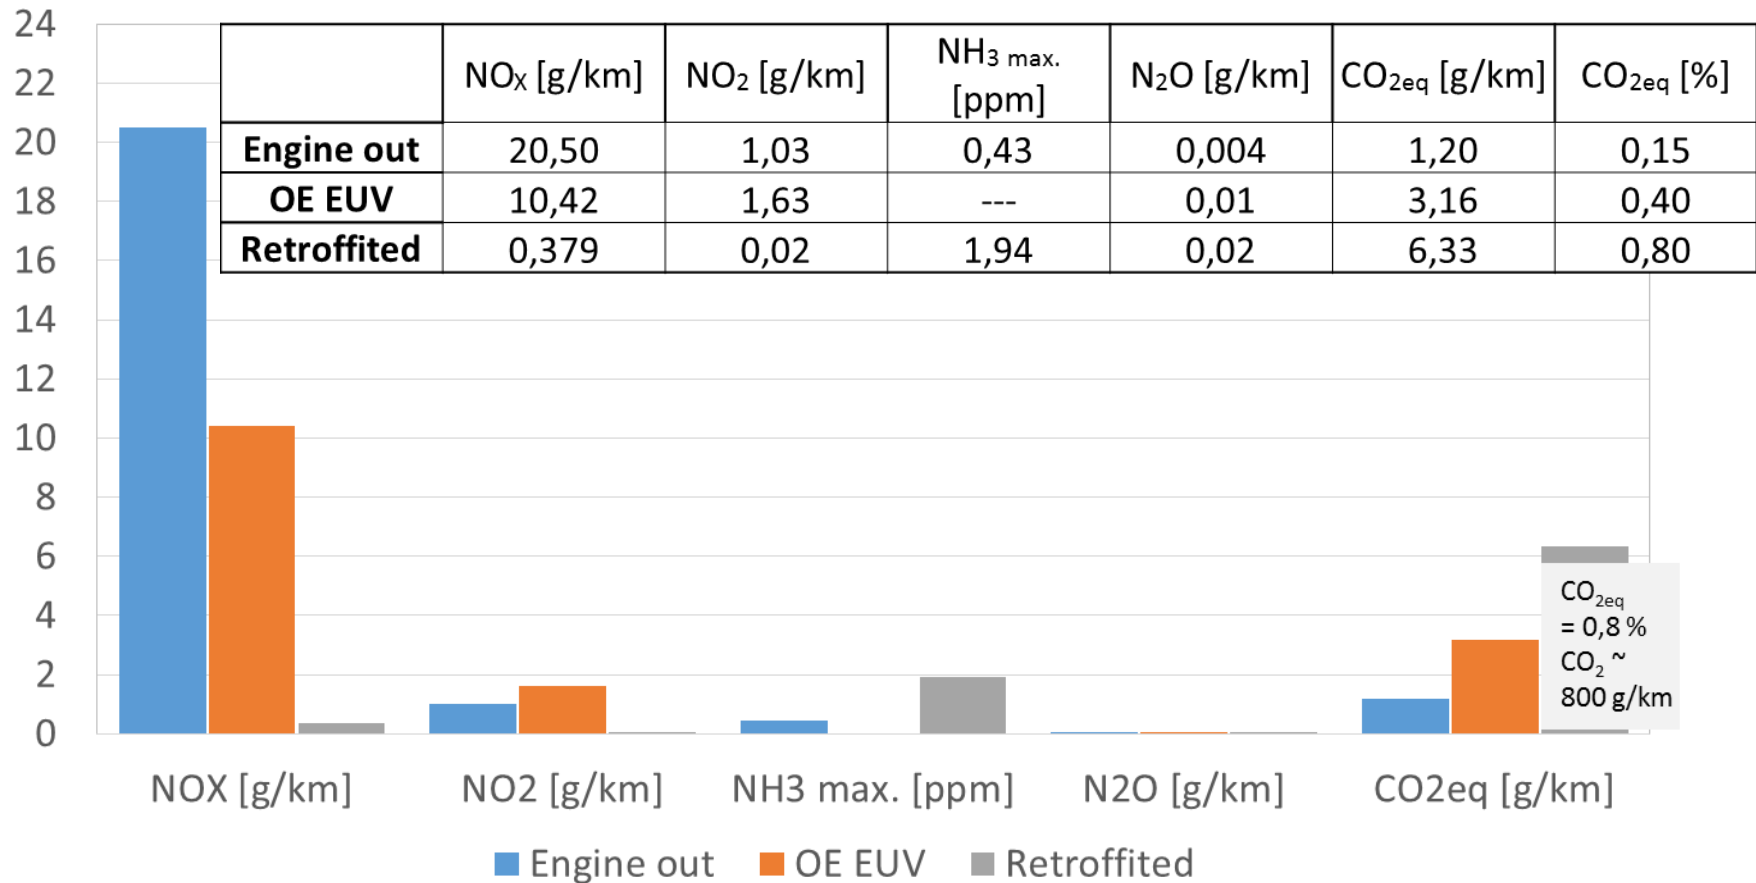 24
22
20
18
16
14
12
10
8
6
4
2
0
NOX [g/km] NO2 [g/km] NH3 max. [ppm] N2O [g/km] CO2eq [g/km] CO2eq [%]
Engine out 20,50 1,03 0,43 0,004 1,20 0,15
OE EUV 10,42 1,63 --- 0,01 3,16 0,40
Retroffited 0,379 0,02 1,94 0,02 6,33 0,80
CO2eq
= 0,8 %
CO2 ~
800 g/km
NOX [g/km] NO2 [g/km] NH3 max. [ppm] N2O [g/km] CO2eq [g/km]
Engine out OE EUV Retroffited